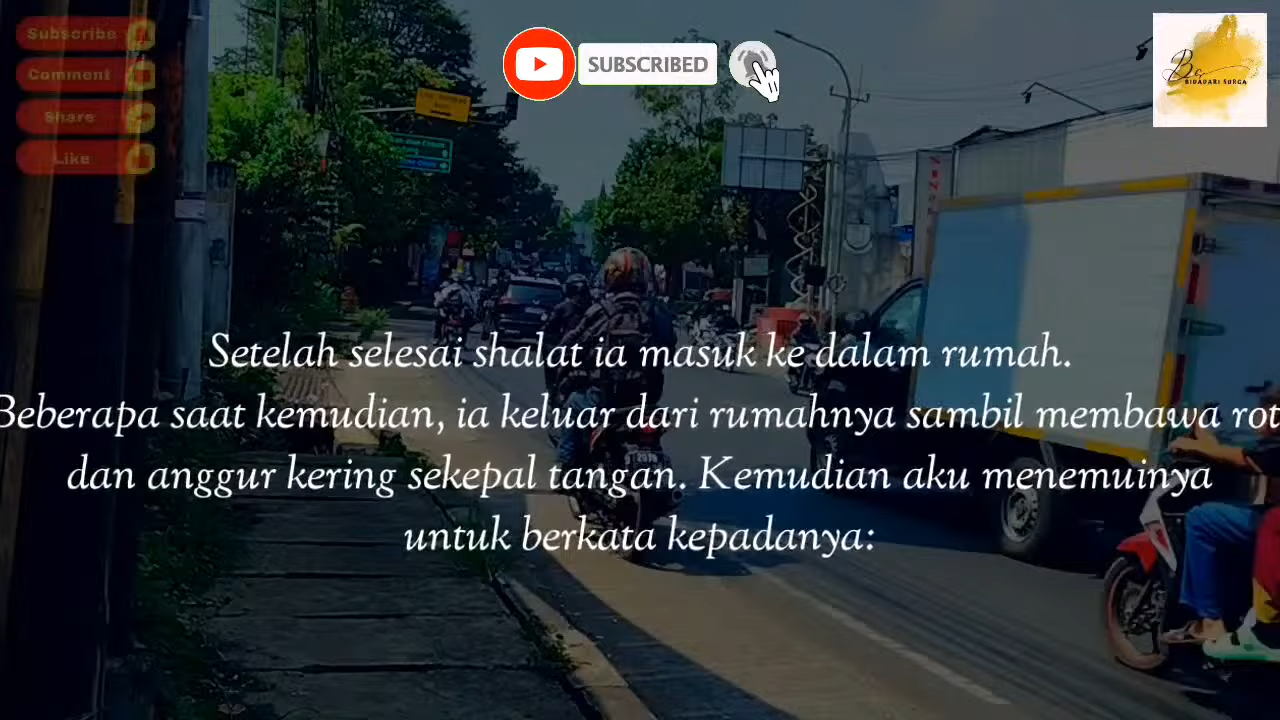 Subscribe
Comment
Share
Like
SUBSCRIBED
BIDADARI SURGA
Setelah selesai shalat ia masuk ke dalam rumah.
Beberapa saat kemudian, ia keluar dari rumahnya sambil membawa rot
dan anggur kering sekepal tangan. Kemudian aku menemuinya
untuk berkata kepadanya: